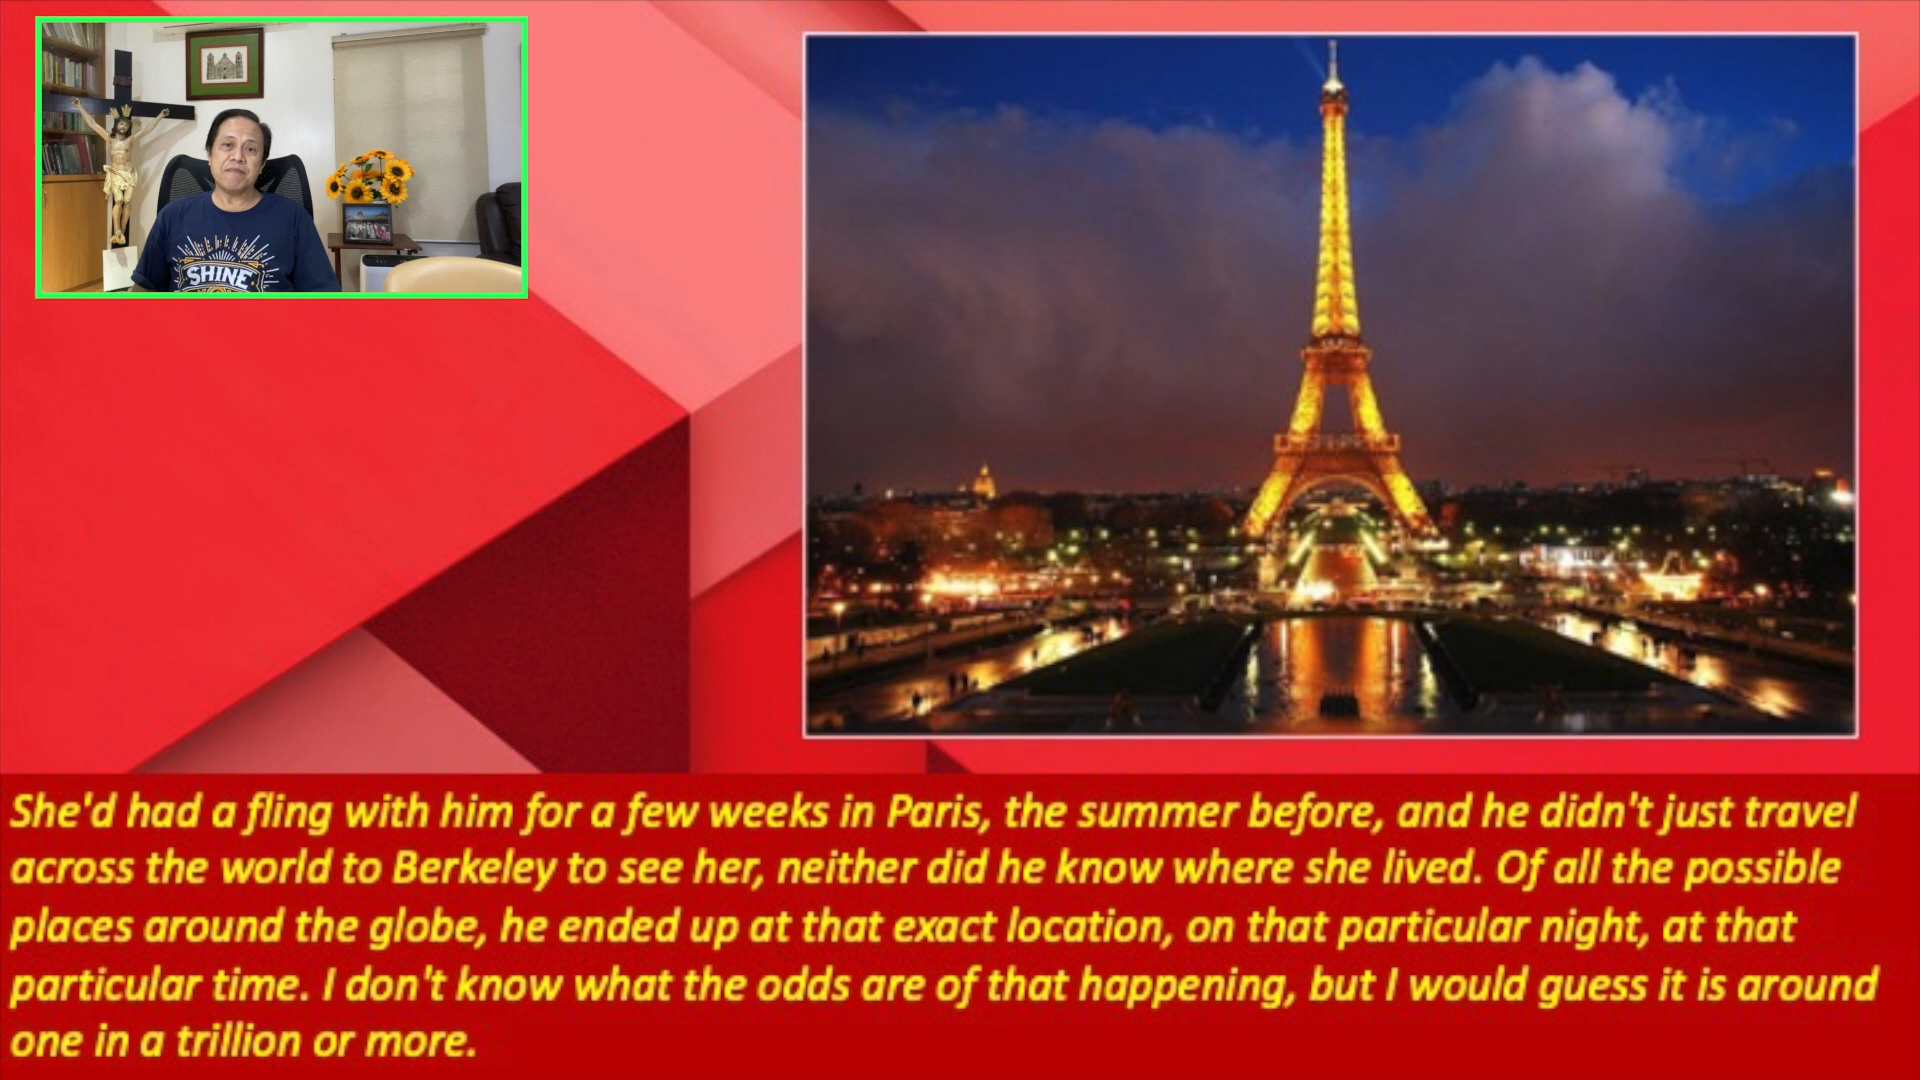 SHINE
She'd had a fling with him for a few weeks in Paris, the summer before, and he didn't just travel
across the world to Berkeley to see her, neither did he know where she lived. Of all the possible
places around the globe, he ended up at that exact location, on that particular night, at that
particular time. I don't know what the odds are of that happening, but I would guess it is around
one in a trillion or more.